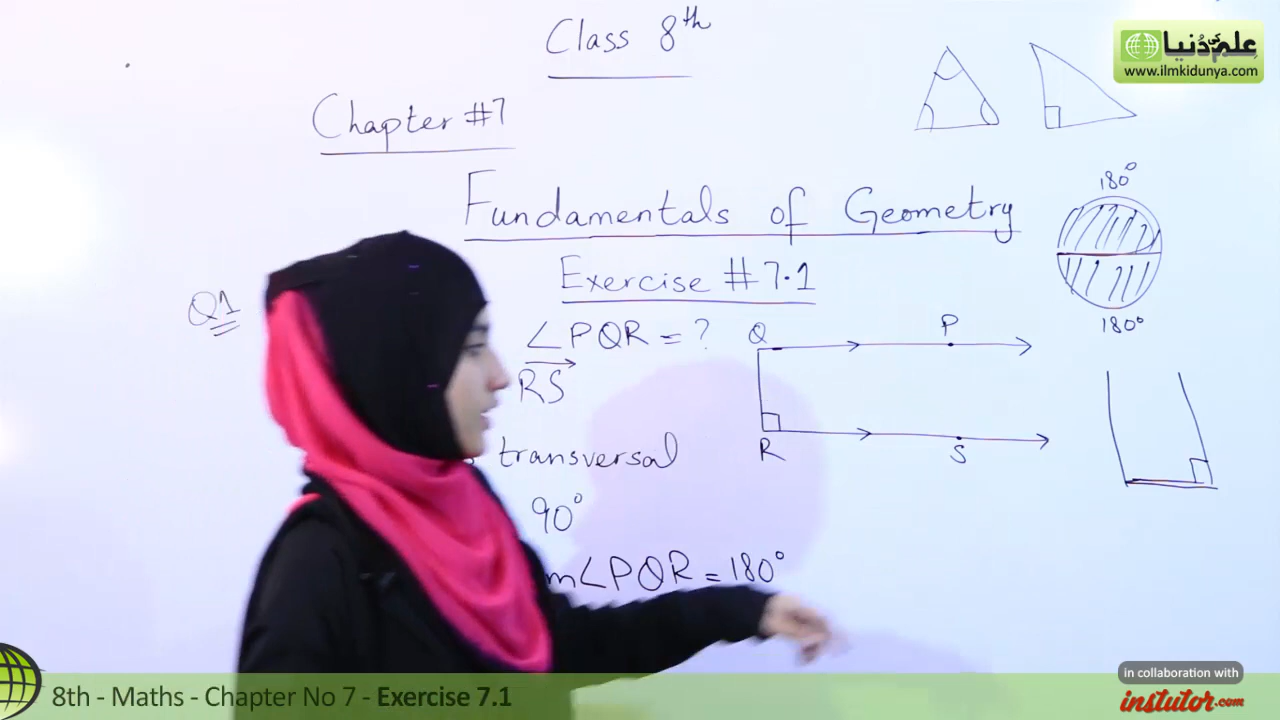 Class 8th
علم کی دُنیا
www.ilmkidunya.com
Chapter #7
180°
Fundamentals of Geometry
Exercise #7.1
180°
Q1
∠PQR = ?
Q
P
RS
transversal
R
S
90°
m∠PQR = 180°
8th - Maths - Chapter No 7 - Exercise 7.1
in collaboration with
instutor.com